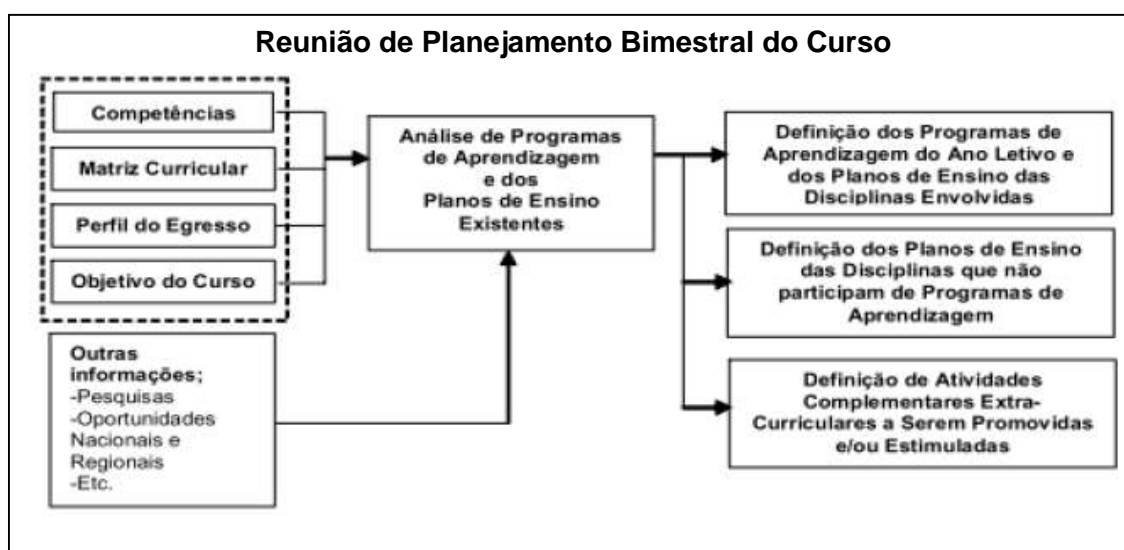 Reunião de Planejamento Bimestral do Curso
Competências
Matriz Curricular
Perfil do Egresso
Objetivo do Curso
Outras
informações;
-Pesquisas
-Oportunidades
Nacionais e
Regionais
-Etc.
Análise de Programas
de Aprendizagem
e dos
Planos de Ensino
Existentes
Definição dos Programas de
Aprendizagem do Ano Letivo e
dos Planos de Ensino das
Disciplinas Envolvidas
Definição dos Planos de Ensino
das Disciplinas que não
participam de Programas de
Aprendizagem
Definição de Atividades
Complementares Extra-
Curriculares a Serem Promovidas
e/ou Estimuladas